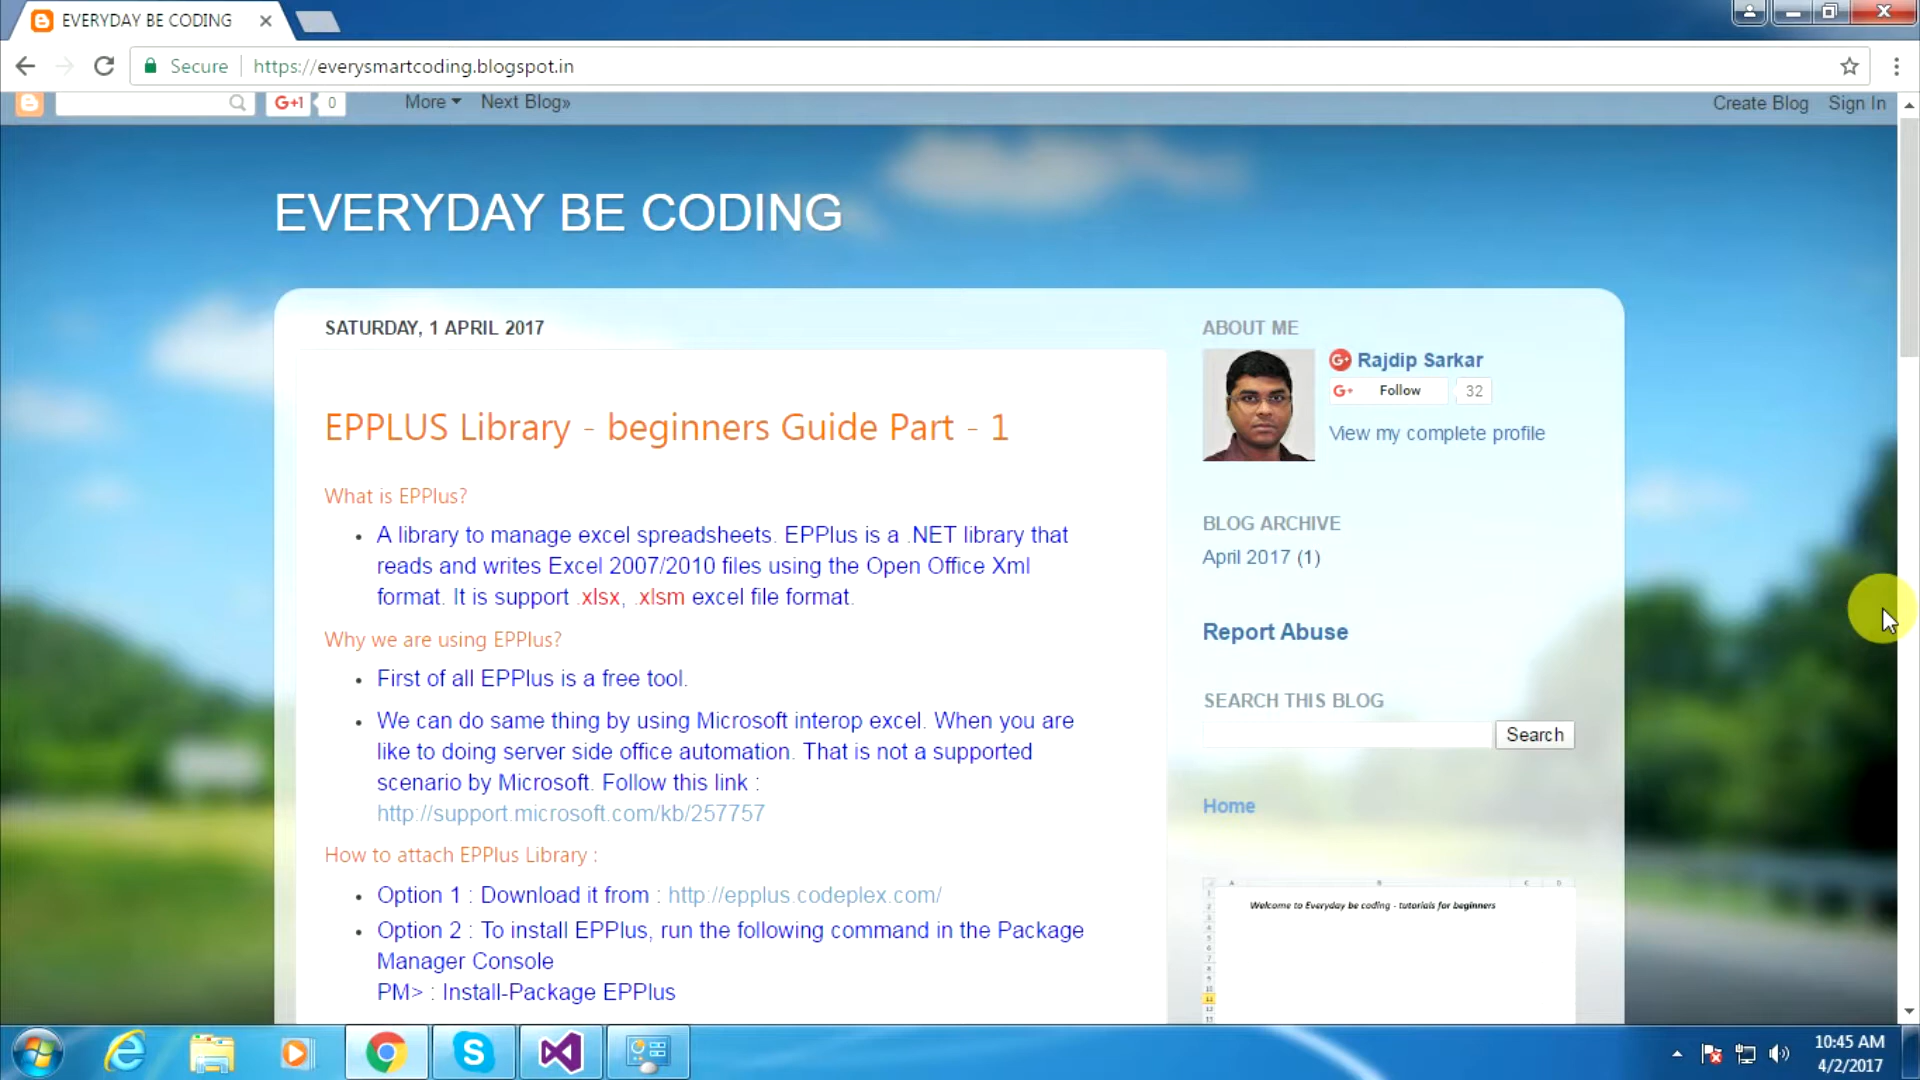 EVERYDAY BE CODING
Secure
https://everysmartcoding.blogspot.in
G+1
0
More
Next Blog»
Create Blog
Sign In
EVERYDAY BE CODING
SATURDAY, 1 APRIL 2017
EPPLUS Library - beginners Guide Part - 1
What is EPPlus?
• A library to manage excel spreadsheets. EPPlus is a .NET library that
reads and writes Excel 2007/2010 files using the Open Office Xml
format. It is support .xlsx, .xlsm excel file format.
Why we are using EPPlus?
• First of all EPPlus is a free tool.
• We can do same thing by using Microsoft interop excel. When you are
like to doing server side office automation. That is not a supported
scenario by Microsoft. Follow this link :
http://support.microsoft.com/kb/257757
How to attach EPPlus Library :
• Option 1 : Download it from : http://epplus.codeplex.com/
• Option 2 : To install EPPlus, run the following command in the Package
Manager Console
PM> : Install-Package EPPlus
ABOUT ME
G+ Rajdip Sarkar
G+ Follow 32
View my complete profile
BLOG ARCHIVE
April 2017 (1)
Report Abuse
SEARCH THIS BLOG
Search
Home
Welcome to Everyday be coding - tutorials for beginners
10:45 AM
4/2/2017